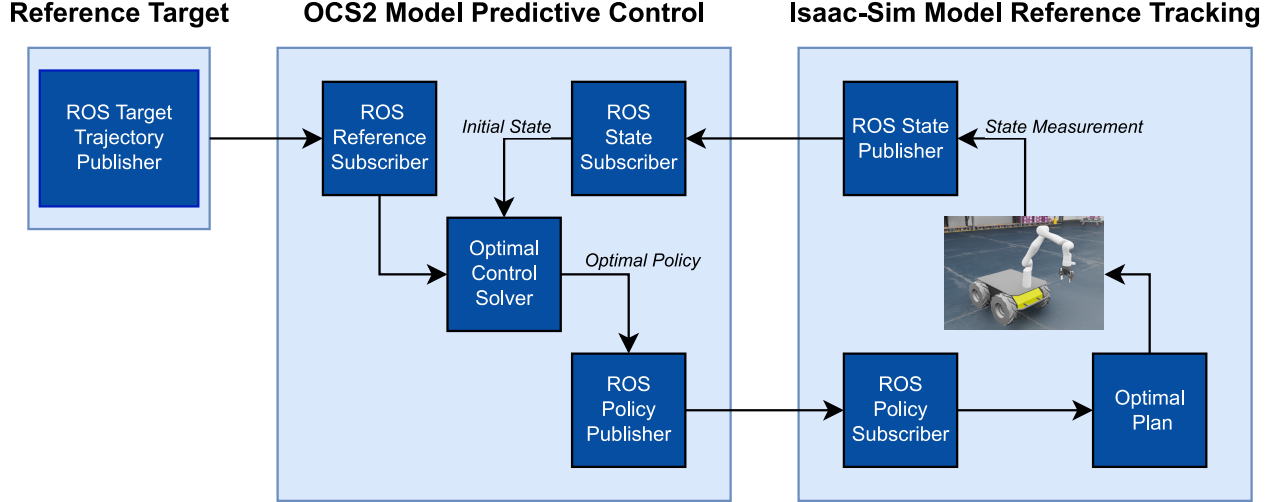 Reference Target
OCS2 Model Predictive Control
Isaac-Sim Model Reference Tracking
ROS Target
Trajectory
Publisher
ROS
Reference
Subscriber
Initial State
ROS
State
Subscriber
ROS State
Publisher
State Measurement
Optimal
Control
Solver
Optimal Policy
ROS
Policy
Publisher
ROS
Policy
Subscriber
Optimal
Plan